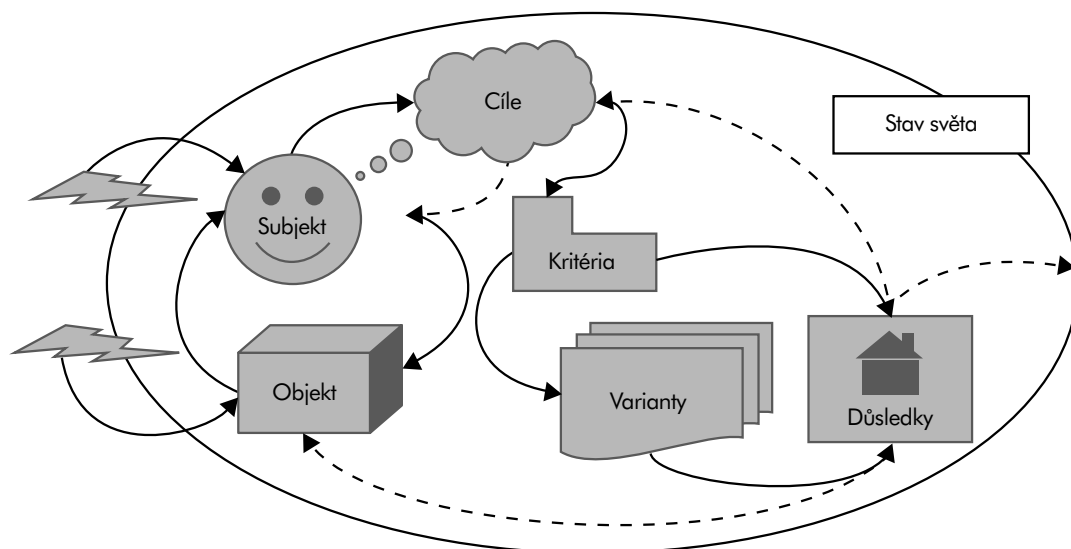 Cíle
Stav světa
Subjekt
Kritéria
Objekt
Varianty
Důsledky